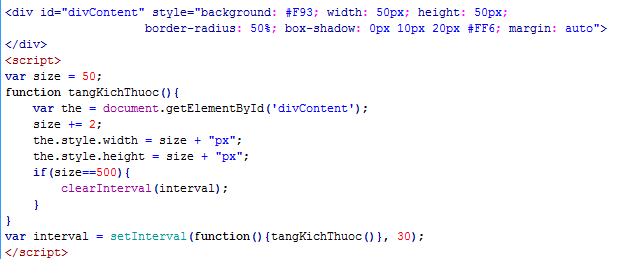 <div id="divContent" style="background: #F93; width: 50px; height: 50px;
border-radius: 50%; box-shadow: 0px 10px 20px #FF6; margin: auto">
</div>
<script>
var size = 50;
function tangKichThuoc(){
var the = document.getElementById('divContent');
size += 2;
the.style.width = size + "px";
the.style.height = size + "px";
if(size==500){
clearInterval(interval);
}
}
var interval = setInterval(function(){tangKichThuoc()}, 30);
</script>